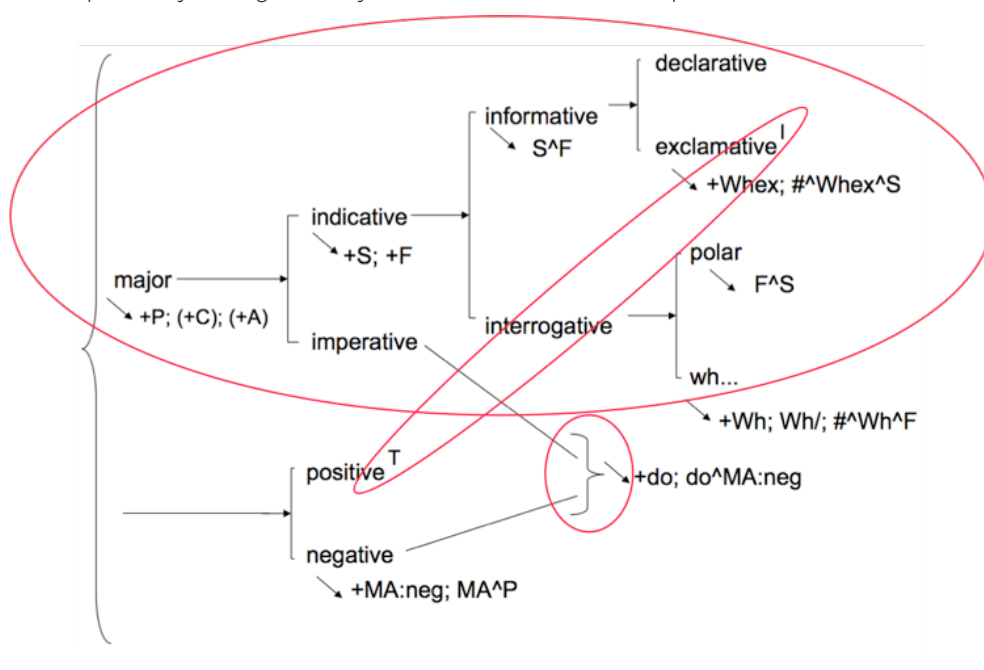 declarative
informative
S^F
exclamative I
+Whex; #^Whex^S
indicative
+S; +F
polar
F^S
major
+P; (+C); (+A)
interrogative
imperative
wh...
+Wh; Wh/; #^Wh^F
positive T
+do; do^MA:neg
negative
+MA:neg; MA^P